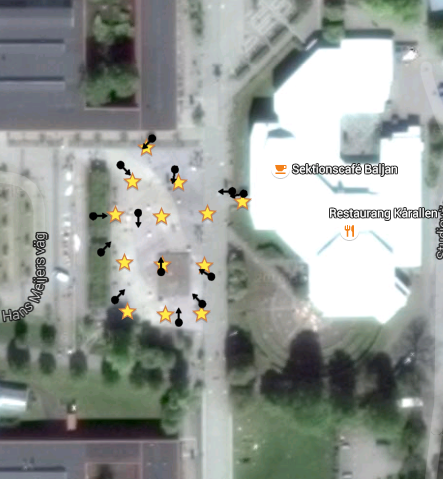 Sektionscafé Baljan
Restaurang Kårallen
Hans Meijers väg